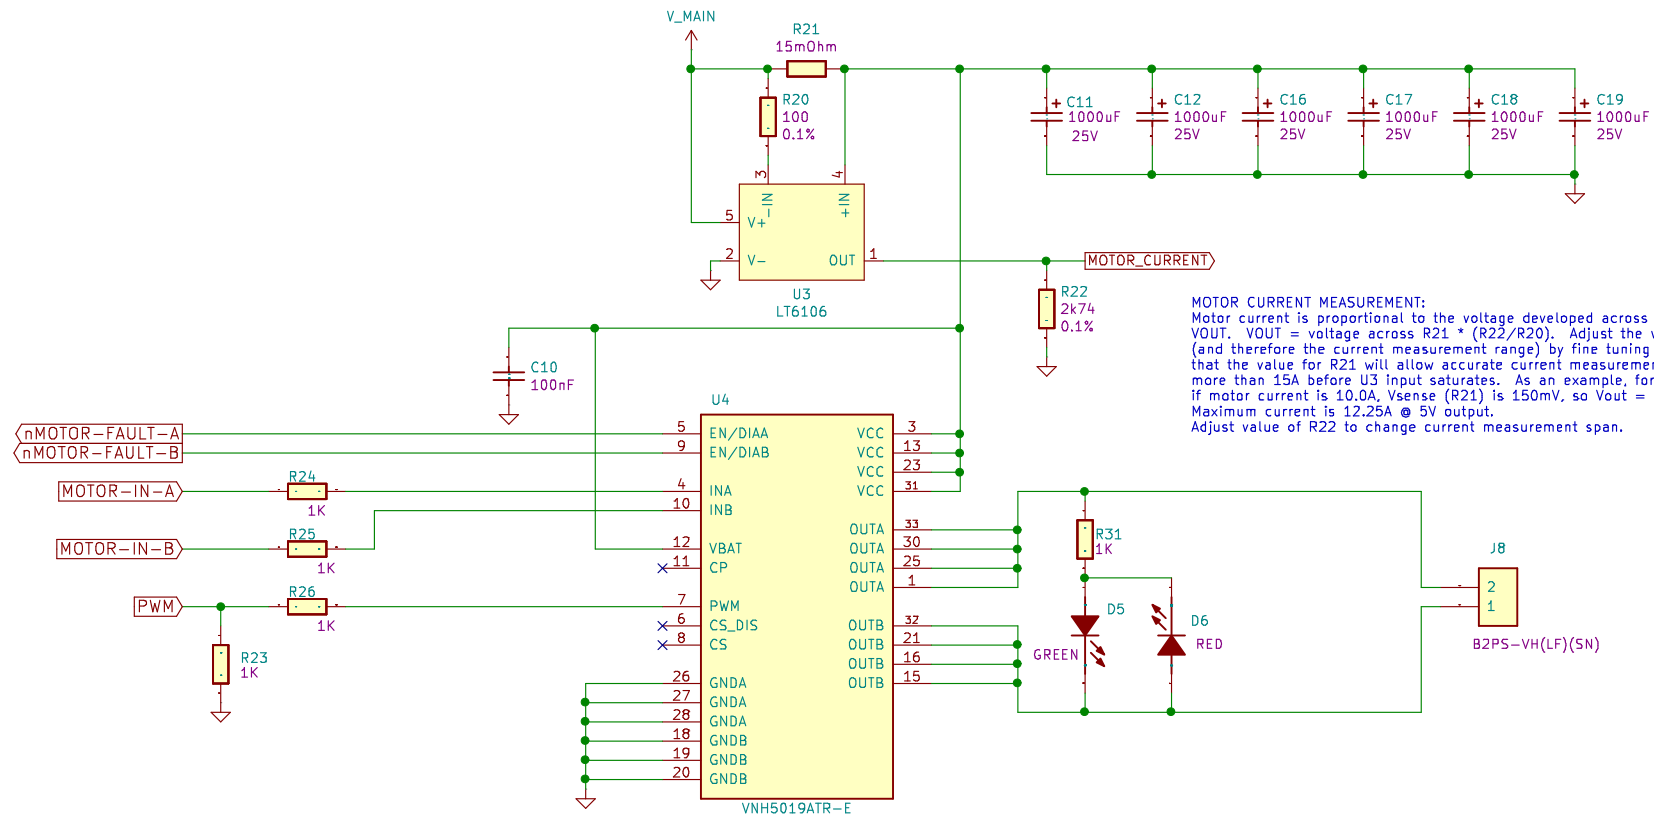 V_MAIN
R21
15mOhm
R20
100
0.1%
C11
1000uF
25V
C12
1000uF
25V
C16
1000uF
25V
C17
1000uF
25V
C18
1000uF
25V
C19
1000uF
25V
3
4
-IN
+IN
5
V+
2
V-
OUT
1
U3
LT6106
MOTOR_CURRENT
R22
2k74
0.1%
MOTOR CURRENT MEASUREMENT:
Motor current is proportional to the voltage developed across
VOUT.  VOUT = voltage across R21 * (R22/R20).  Adjust the
(and therefore the current measurement range) by fine tuning
that the value for R21 will allow accurate current
more than 15A before U3 input saturates.  As an example, for
if motor current is 10.0A, Vsense (R21) is 150mV, so Vout =
Maximum current is 12.25A @ 5V output.
Adjust value of R22 to change current measurement span.
C10
100nF
U4
nMOTOR-FAULT-A
nMOTOR-FAULT-B
MOTOR-IN-A
R24
1K
MOTOR-IN-B
R25
1K
PWM
R26
1K
R23
1K
5 EN/DIAA
9 EN/DIAB
4 INA
10 INB
12 VBAT
11 CP
7 PWM
6 CS_DIS
8 CS
26 GNDA
27 GNDA
28 GNDA
18 GNDB
19 GNDB
20 GNDB
VCC 3
VCC 13
VCC 23
VCC 31
OUTA 33
OUTA 30
OUTA 25
OUTA 1
OUTB 32
OUTB 21
OUTB 16
OUTB 15
VNH5019ATR-E
R31
1K
D5
GREEN
D6
RED
J8
2
1
B2PS-VH(LF)(SN)